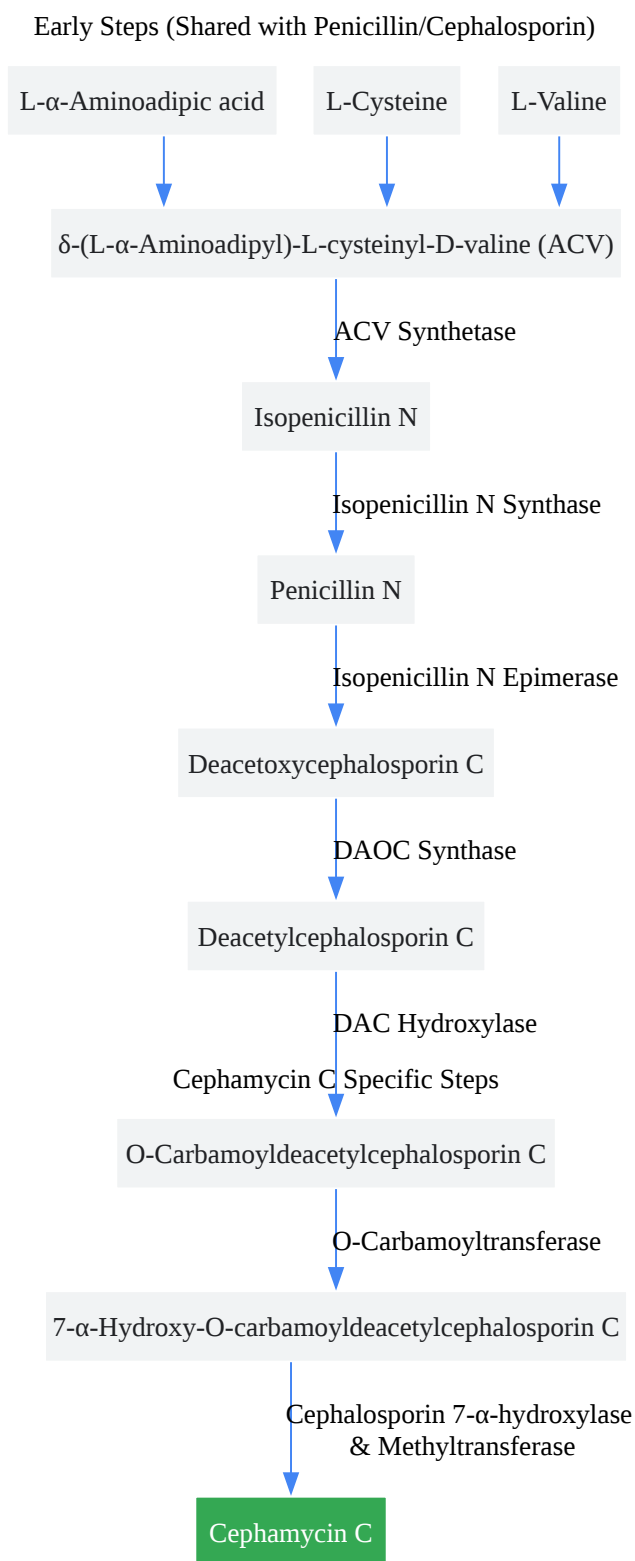 Early Steps (Shared with Penicillin/Cephalosporin)
L-α-Aminoadipic acid
L-Cysteine
L-Valine
δ-(L-α-Aminoadipyl)-L-cysteinyl-D-valine (ACV)
ACV Synthetase
Isopenicillin N
Isopenicillin N Synthase
Penicillin N
Isopenicillin N Epimerase
Deacetoxycephalosporin C
DAOC Synthase
Deacetylcephalosporin C
DAC Hydroxylase
Cephamycin C Specific Steps
O-Carbamoyldeacetylcephalosporin C
O-Carbamoyltransferase
7-α-Hydroxy-O-carbamoyldeacetylcephalosporin C
Cephalosporin 7-α-hydroxylase
& Methyltransferase
Cephamycin C